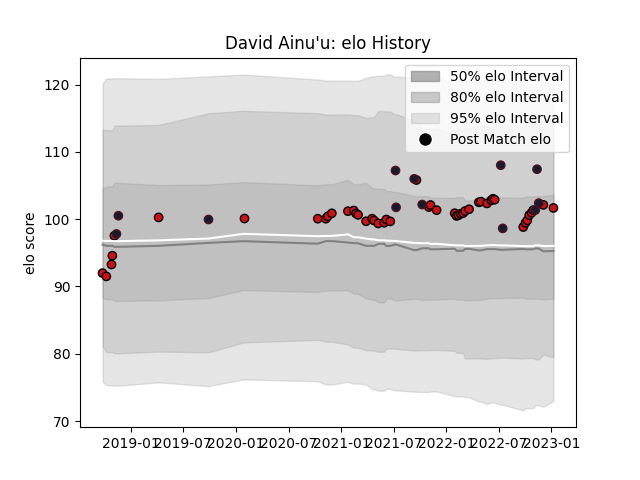 David Ainu'u: elo History
50% elo Interval
80% elo Interval
95% elo Interval
Post Match elo
elo score
120
110
100
90
80
70
2019-01
2019-07
2020-01
2020-07
2021-01
2021-07
2022-01
2022-07
2023-01